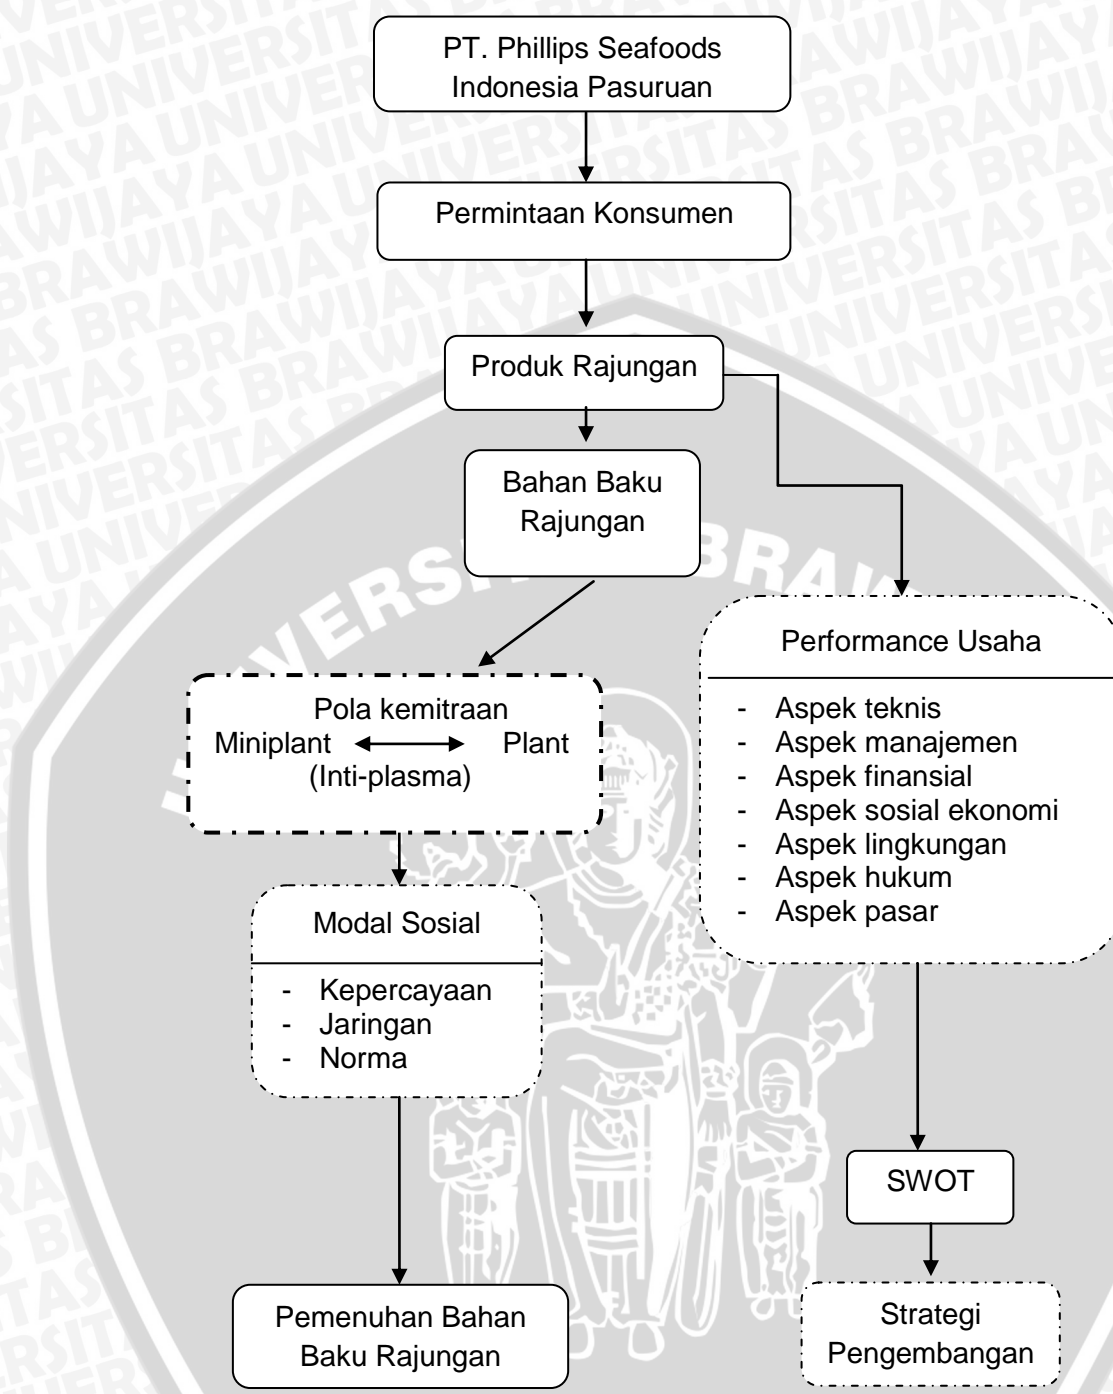 PT. Phillips Seafoods
Indonesia Pasuruan
Permintaan Konsumen
Produk Rajungan
Bahan Baku
Rajungan
Pola kemitraan
Miniplant Plant
(Inti-plasma)
Modal Sosial
- Kepercayaan
- Jaringan
- Norma
Pemenuhan Bahan
Baku Rajungan
Performance Usaha
- Aspek teknis
- Aspek manajemen
- Aspek finansial
- Aspek sosial ekonomi
- Aspek lingkungan
- Aspek hukum
- Aspek pasar
SWOT
Strategi
Pengembangan